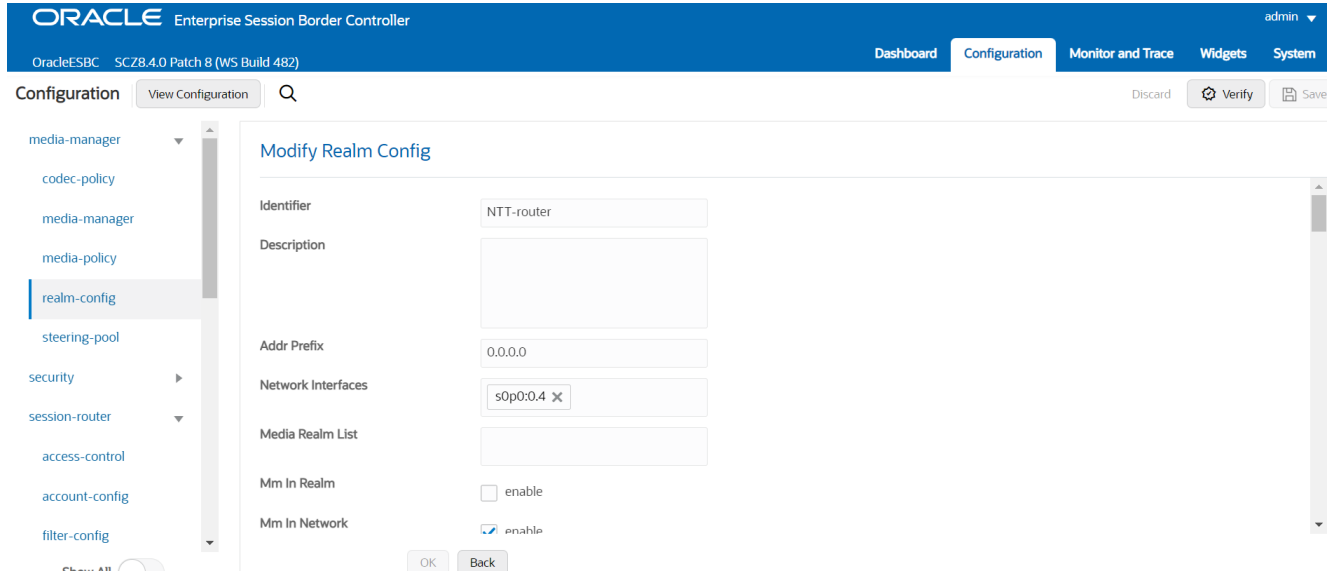 ORACLE Enterprise Session Border Controller
admin
OracleESBC SCZ8.4.0 Patch 8 (WS Build 482)
Dashboard Configuration Monitor and Trace Widgets System
Configuration View Configuration Discard Verify Save
media-manager
codec-policy
media-manager
media-policy
realm-config
steering-pool
security
session-router
access-control
account-config
filter-config
Show All
Modify Realm Config
Identifier NTT-router
Description
Addr Prefix 0.0.0.0
Network Interfaces s0p0:0.4
Media Realm List
Mm In Realm enable
Mm In Network enable
OK Back